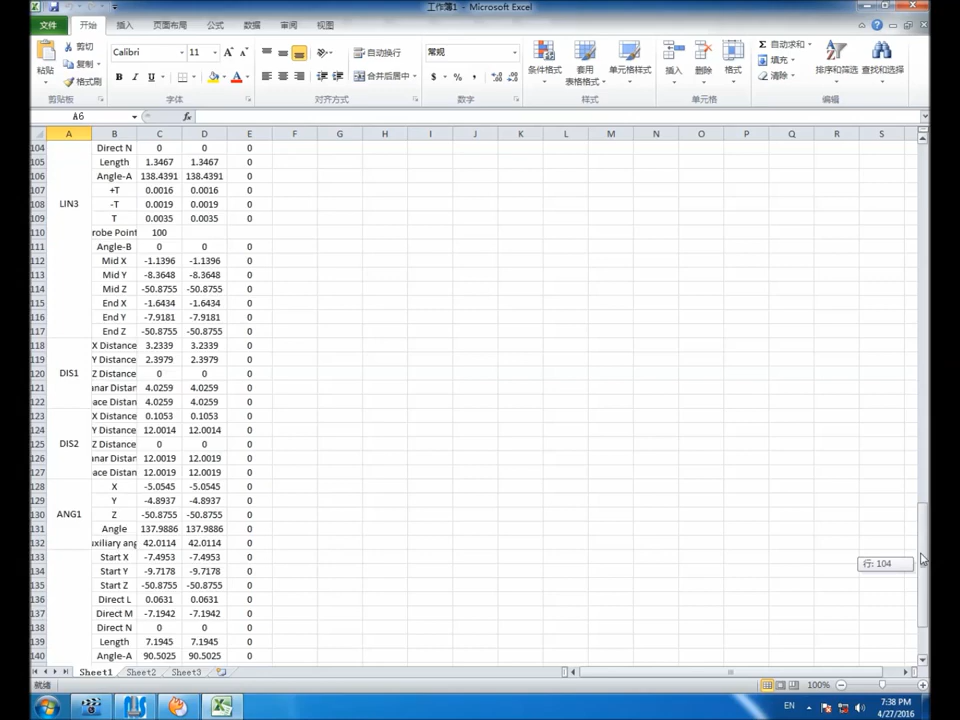 工作簿1 - Microsoft Excel
文件 开始 插入 页面布局 公式 数据 审阅 视图
粘贴 剪切 复制 格式刷 剪贴板
Calibri 11 B I U A 字体
自动换行 合并后居中 对齐方式
常规 $ % , 数字
条件格式 套用表格格式 单元格样式 样式
插入 删除 格式 单元格
Σ 自动求和 填充 清除 排序和筛选 查找和选择 编辑
A6 fx
A B C D E F G H I J K L M N O P Q R S
104 Direct N 0 0 0
105 Length 1.3467 1.3467 0
106 Angle-A 138.4391 138.4391 0
107 +T 0.0016 0.0016 0
108 LIN3 -T 0.0019 0.0019 0
109 T 0.0035 0.0035 0
110 robe Point 100
111 Angle-B 0 0 0
112 Mid X -1.1396 -1.1396 0
113 Mid Y -8.3648 -8.3648 0
114 Mid Z -50.8755 -50.8755 0
115 End X -1.6434 -1.6434 0
116 End Y -7.9181 -7.9181 0
117 End Z -50.8755 -50.8755 0
118 X Distance 3.2339 3.2339 0
119 Y Distance 2.3979 2.3979 0
120 DIS1 Z Distance 0 0 0
121 anar Distan 4.0259 4.0259 0
122 ace Distan 4.0259 4.0259 0
123 X Distance 0.1053 0.1053 0
124 Y Distance 12.0014 12.0014 0
125 DIS2 Z Distance 0 0 0
126 anar Distan 12.0019 12.0019 0
127 ace Distan 12.0019 12.0019 0
128 X -5.0545 -5.0545 0
129 Y -4.8937 -4.8937 0
130 ANG1 Z -50.8755 -50.8755 0
131 Angle 137.9886 137.9886 0
132 uxiliary ang 42.0114 42.0114 0
133 Start X -7.4953 -7.4953 0
134 Start Y -9.7178 -9.7178 0
135 Start Z -50.8755 -50.8755 0
136 Direct L 0.0631 0.0631 0
137 Direct M -7.1942 -7.1942 0
138 Direct N 0 0 0
139 Length 7.1945 7.1945 0
140 Angle-A 90.5025 90.5025 0
行: 104
Sheet1 Sheet2 Sheet3
就绪 100%
EN 7:38 PM
4/27/2016